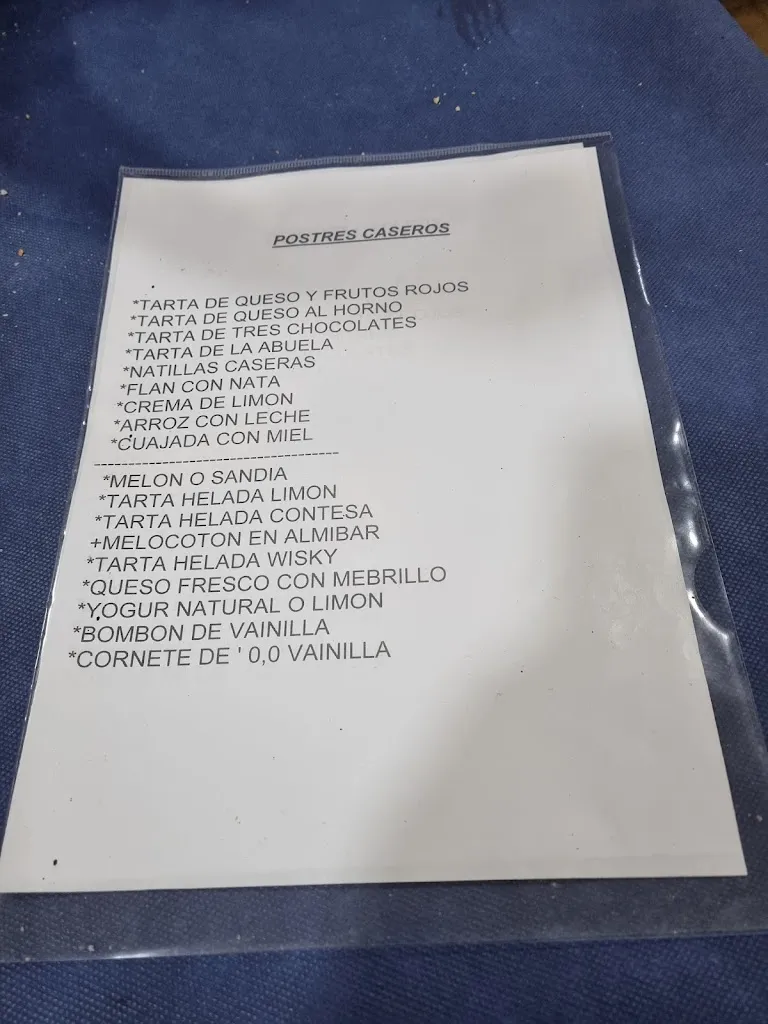 POSTRES CASEROS
*TARTA DE QUESO Y FRUTOS ROJOS
*TARTA DE QUESO AL HORNO
*TARTA DE TRES CHOCOLATES
*TARTA DE LA ABUELA
*NATILLAS CASERAS
*FLAN CON NATA
*CREMA DE LIMON
*ARROZ CON LECHE
*CUAJADA CON MIEL
------------------------------------
*MELON O SANDIA
*TARTA HELADA LIMON
*TARTA HELADA CONTESA
+MELOCOTON EN ALMIBAR
*TARTA HELADA WISKY
*QUESO FRESCO CON MEBRILLO
*YOGUR NATURAL O LIMON
*BOMBON DE VAINILLA
*CORNETE DE ' 0,0 VAINILLA